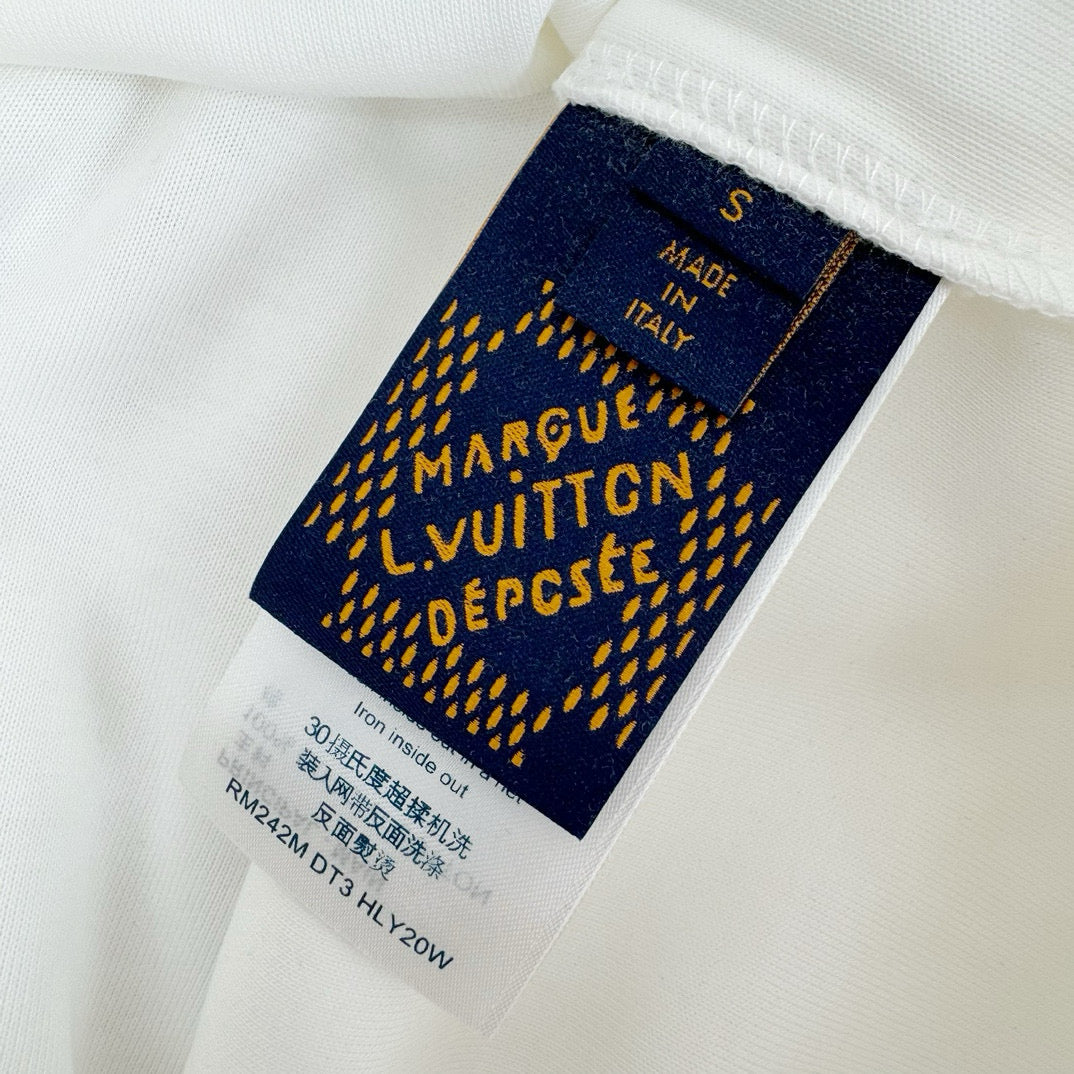 S
MADE
IN
ITALY
MARQUE
L.VUiTTON
DÉPOSÉE
Iron inside out
30摄氏度超揉机洗
装入网带反面洗涤
反面熨烫
RM242M DT3 HLY20W